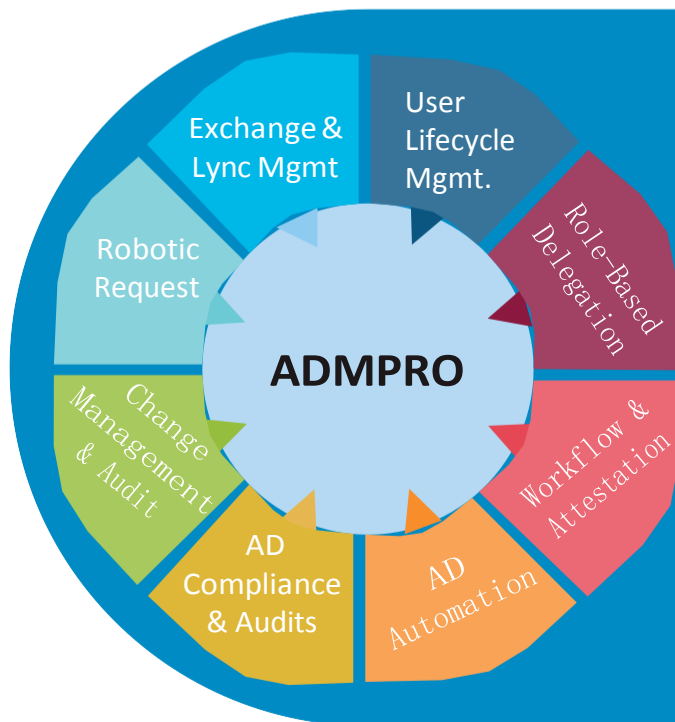 Exchange &
Lync Mgmt
User
Lifecycle
Mgmt.
Role-Based
Delegation
Robotic
Request
ADMPRO
Change
Management
& Audit
Workflow &
Attestation
AD
Compliance
& Audits
AD
Automation